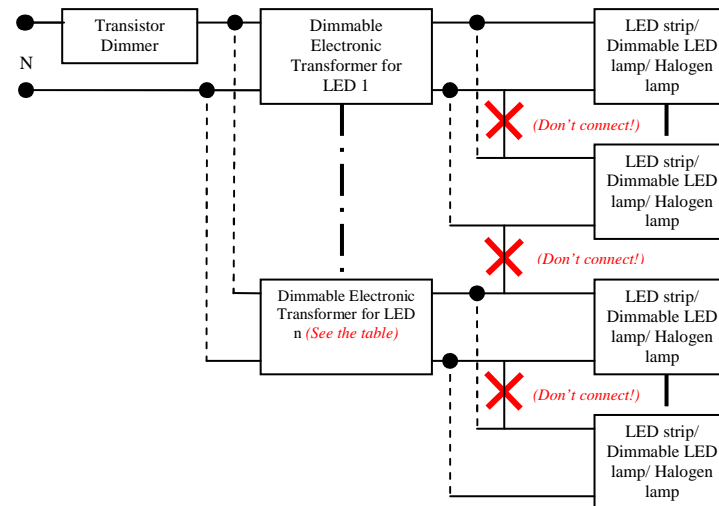 Transistor
Dimmer
N
Dimmable
Electronic
Transformer for
LED 1
LED strip/
Dimmable LED
lamp/ Halogen
lamp
(Don't connect!)
LED strip/
Dimmable LED
lamp/ Halogen
lamp
(Don't connect!)
Dimmable Electronic
Transformer for LED
n (See the table)
LED strip/
Dimmable LED
lamp/ Halogen
lamp
(Don't connect!)
LED strip/
Dimmable LED
lamp/ Halogen
lamp